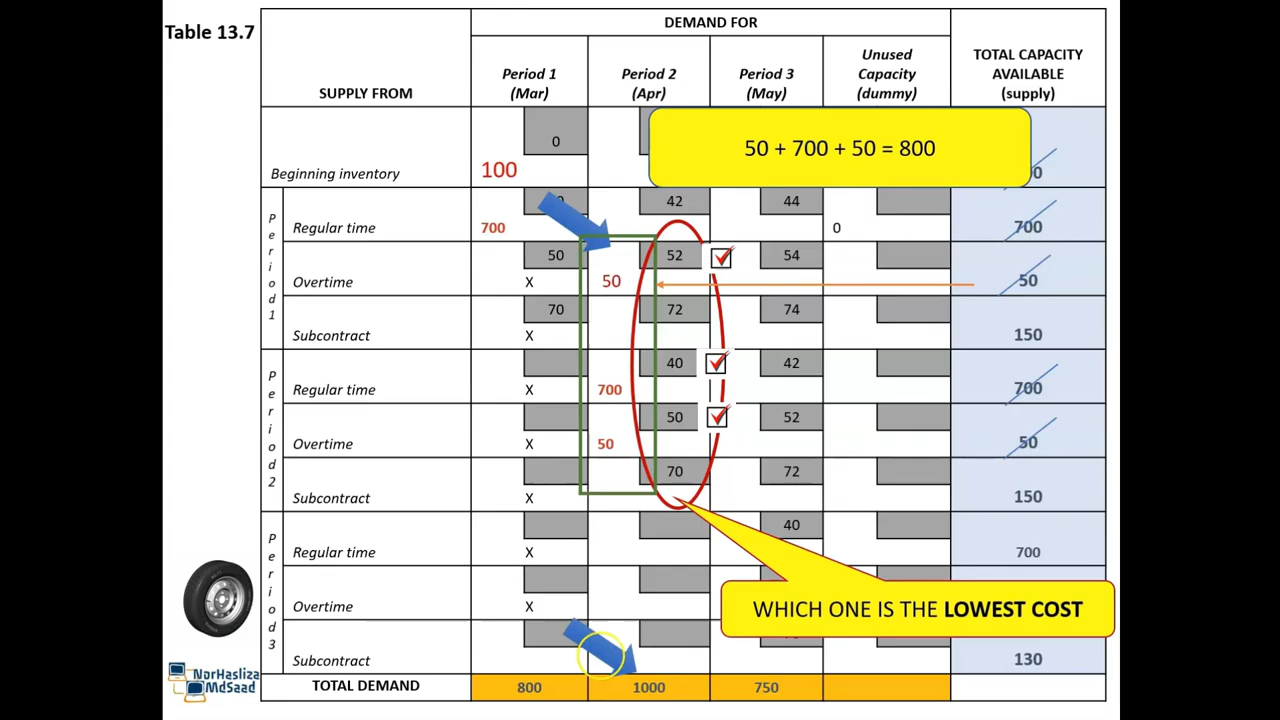 Table 13.7
DEMAND FOR
SUPPLY FROM
Period 1
(Mar)
Period 2
(Apr)
Period 3
(May)
Unused
Capacity
(dummy)
TOTAL CAPACITY
AVAILABLE
(supply)
50 + 700 + 50 = 800
0
Beginning inventory 100
Period1
42 44
Regular time 700 0 700
50 52 54
Overtime X 50 50
70 72 74
Subcontract X 150
Period2
40 42
Regular time X 700 700
50 52
Overtime X 50 50
70 72
Subcontract X 150
Period3
40
Regular time X 700
Overtime X
WHICH ONE IS THE LOWEST COST
Subcontract 130
TOTAL DEMAND 800 1000 750
NorHasliza
MdSaad